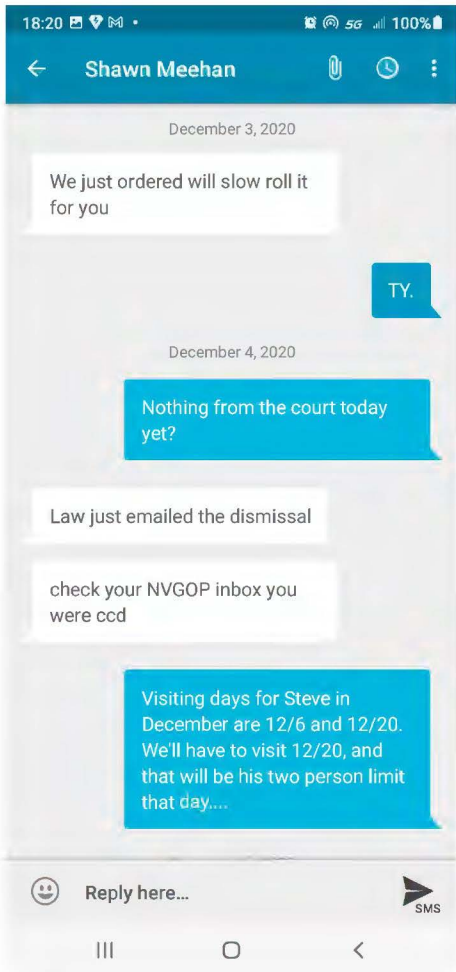 18:20 5G 100%
Shawn Meehan
December 3, 2020
We just ordered will slow roll it
for you
TY.
December 4, 2020
Nothing from the court today
yet?
Law just emailed the dismissal
check your NVGOP inbox you
were ccd
Visiting days for Steve in
December are 12/6 and 12/20.
We'll have to visit 12/20, and
that will be his two person limit
that day....
Reply here...
SMS